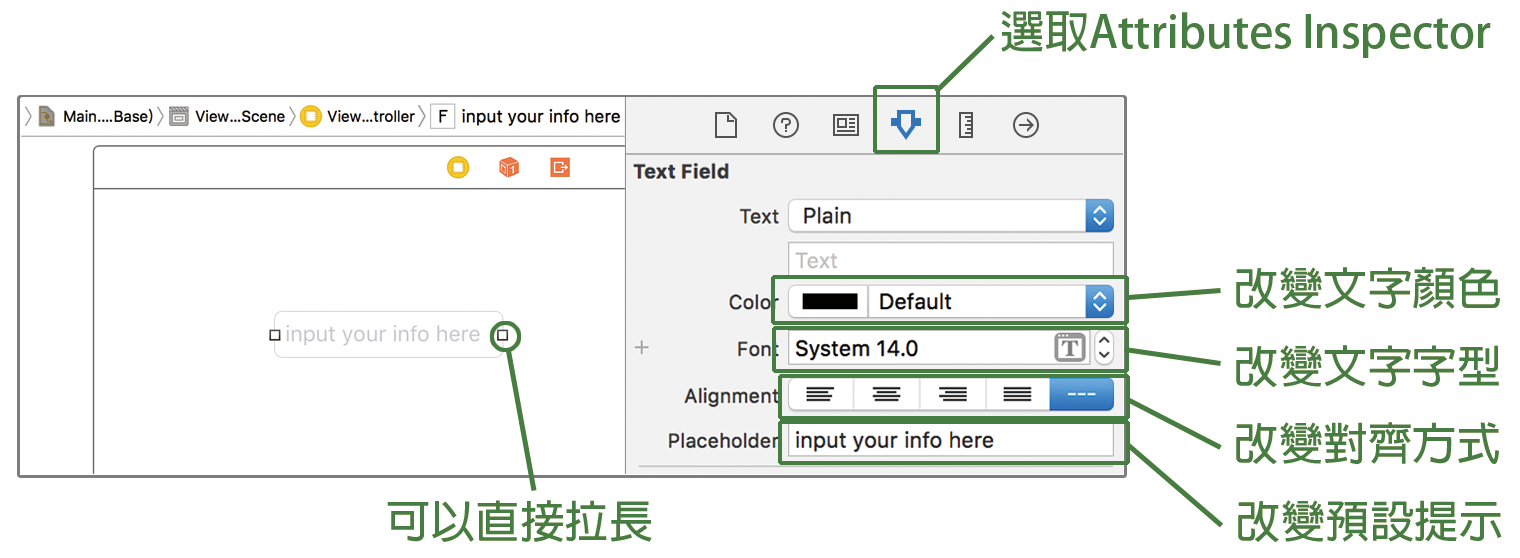 選取Attributes Inspector
Main....Base) View...Scene View...troller F input your info here
Text Field
Text Plain
Text
Color Default
input your info here
Font System 14.0 T
Alignment ---
Placeholder input your info here
改變文字顏色
改變文字字型
改變對齊方式
改變預設提示
可以直接拉長